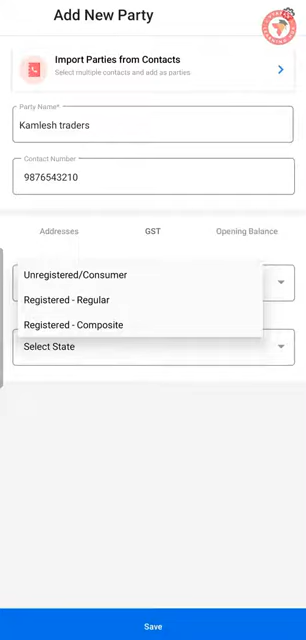 Add New Party
Import Parties from Contacts
Select multiple contacts and add as parties
Party Name*
Kamlesh traders
Contact Number
9876543210
Addresses
GST
Opening Balance
Unregistered/Consumer
Registered - Regular
Registered - Composite
Select State
Save